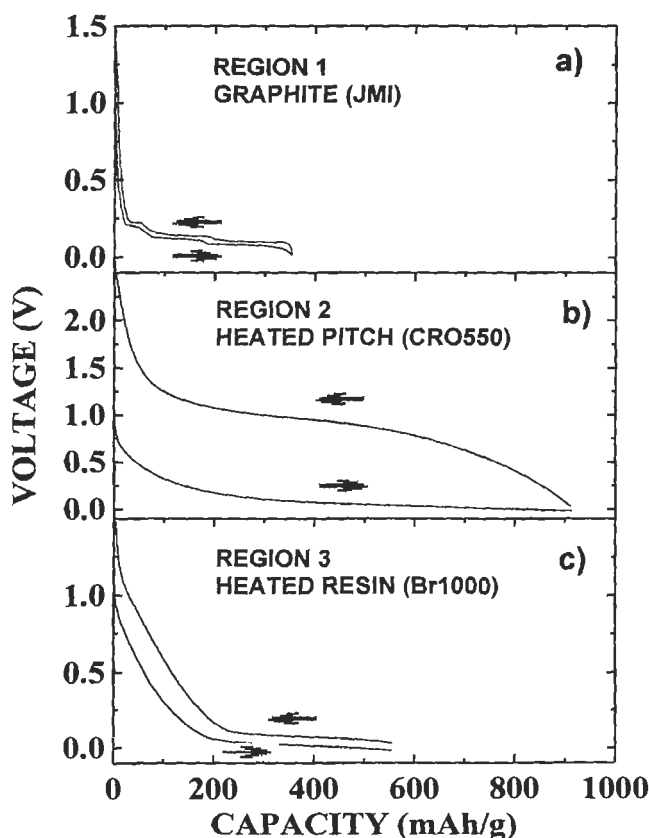 1.5
REGION 1
a)
GRAPHITE (JMI)
1.0
0.5
0.0
REGION 2
b)
HEATED PITCH (CRO550)
2.0
1.5
1.0
0.5
0.0
REGION 3
c)
HEATED RESIN (Br1000)
1.0
0.5
0.0
VOLTAGE (V)
0 200 400 600 800 1000
CAPACITY (mAh/g)